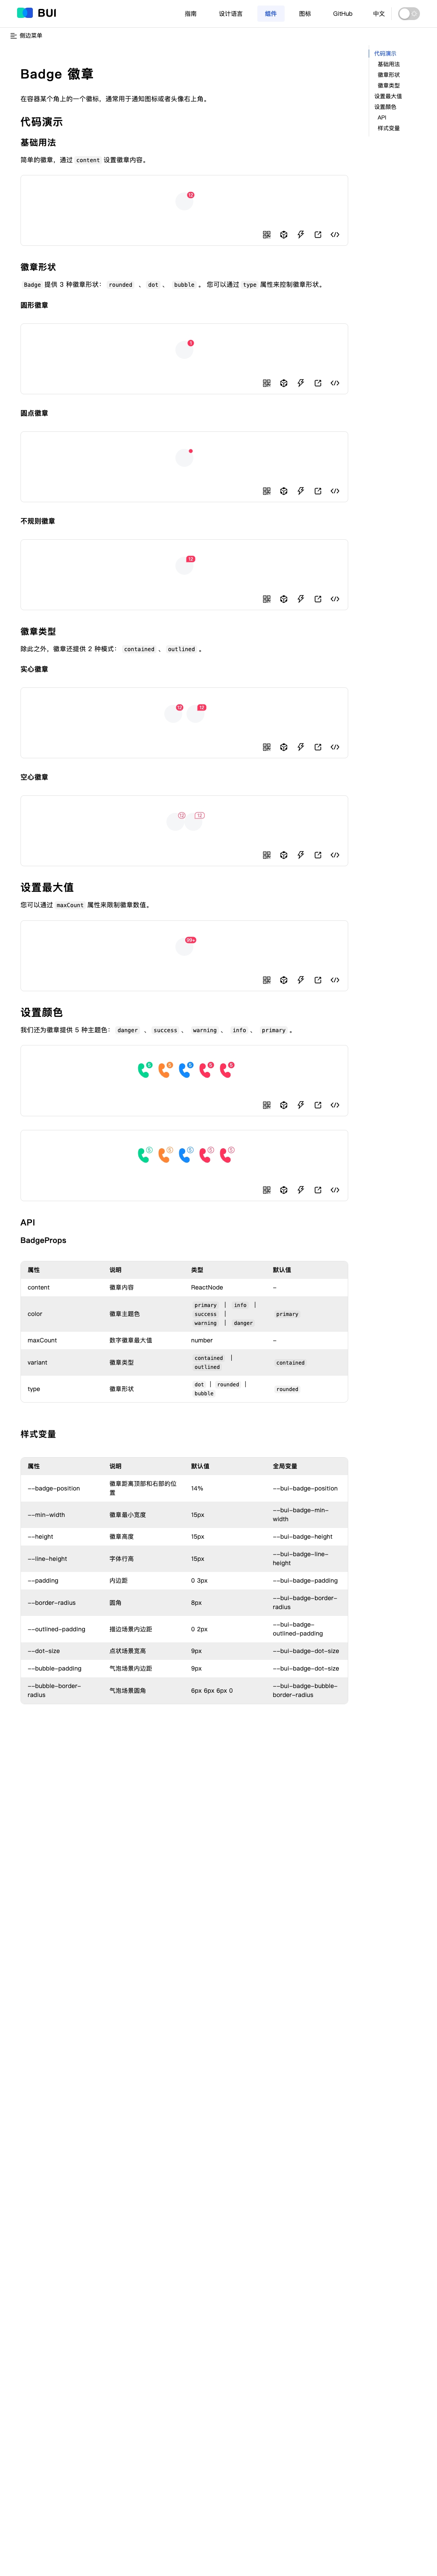 BUI
指南 设计语言 组件 图标 GitHub 中文
侧边菜单
代码演示
基础用法
徽章形状
徽章类型
设置最大值
设置颜色
API
样式变量
Badge 徽章
在容器某个角上的一个徽标，通常用于通知图标或者头像右上角。
代码演示
基础用法
简单的徽章，通过 content 设置徽章内容。
12
徽章形状
Badge 提供 3 种徽章形状： rounded 、 dot 、 bubble 。 您可以通过 type 属性来控制徽章形状。
圆形徽章
1
圆点徽章
不规则徽章
12
徽章类型
除此之外，徽章还提供 2 种模式： contained 、 outlined 。
实心徽章
12 12
空心徽章
12 12
设置最大值
您可以通过 maxCount 属性来限制徽章数值。
99+
设置颜色
我们还为徽章提供 5 种主题色： danger 、 success 、 warning 、 info 、 primary 。
5 5 5 5 5
5 5 5 5 5
API
BadgeProps
属性 说明 类型 默认值
content 徽章内容 ReactNode -
color 徽章主题色 primary | info | success | warning | danger primary
maxCount 数字徽章最大值 number -
variant 徽章类型 contained | outlined contained
type 徽章形状 dot | rounded | bubble rounded
样式变量
属性 说明 默认值 全局变量
--badge-position 徽章距离顶部和右部的位置 14% --bui-badge-position
--min-width 徽章最小宽度 15px --bui-badge-min-width
--height 徽章高度 15px --bui-badge-height
--line-height 字体行高 15px --bui-badge-line-height
--padding 内边距 0 3px --bui-badge-padding
--border-radius 圆角 8px --bui-badge-border-radius
--outlined-padding 描边场景内边距 0 2px --bui-badge-outlined-padding
--dot-size 点状场景宽高 9px --bui-badge-dot-size
--bubble-padding 气泡场景内边距 9px --bui-badge-dot-size
--bubble-border-radius 气泡场景圆角 6px 6px 6px 0 --bui-badge-bubble-border-radius